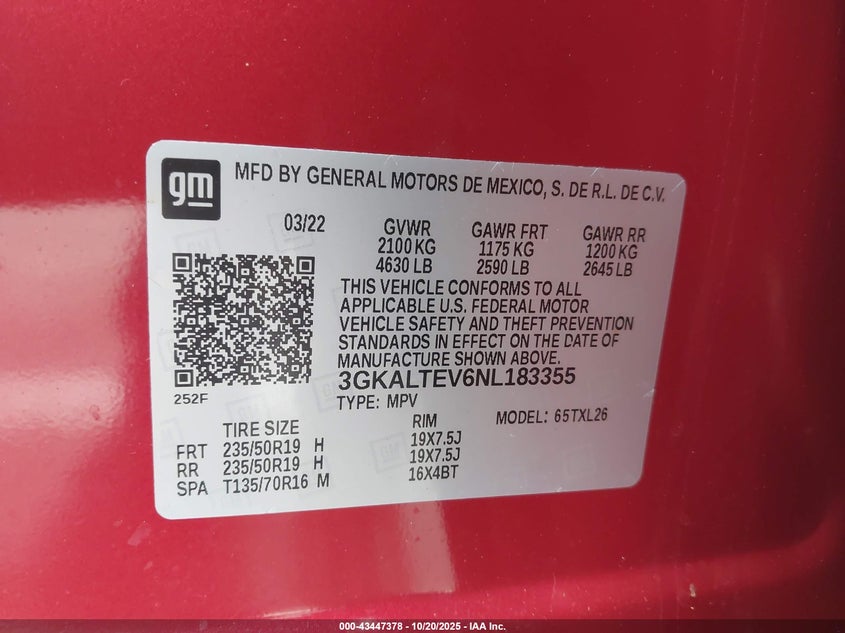 gm
MFD BY GENERAL MOTORS DE MEXICO, S. DE R.L. DE C.V.
03/22 GVWR GAWR FRT GAWR RR
2100 KG 1175 KG 1200 KG
4630 LB 2590 LB 2645 LB
THIS VEHICLE CONFORMS TO ALL
APPLICABLE U.S. FEDERAL MOTOR
VEHICLE SAFETY AND THEFT PREVENTION
STANDARDS IN EFFECT ON THE DATE OF
MANUFACTURE SHOWN ABOVE.
3GKALTEV6NL183355
252F
TYPE: MPV MODEL: 65TXL26
TIRE SIZE RIM
FRT 235/50R19 H 19X7.5J
RR 235/50R19 H 19X7.5J
SPA T135/70R16 M 16X4BT
000-43447378 - 10/20/2025 - IAA Inc.